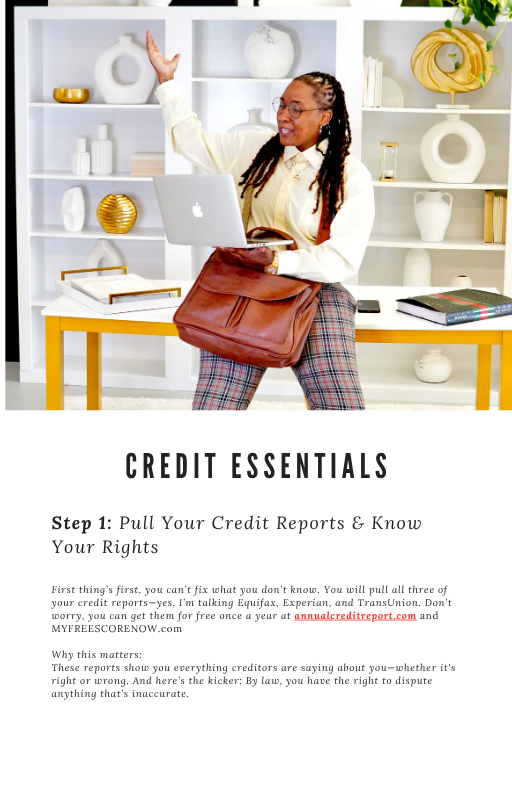 CREDIT ESSENTIALS
Step 1: Pull Your Credit Reports & Know
Your Rights
First thing’s first, you can’t fix what you don’t know. You will pull all three of
your credit reports—yes, I’m talking Equifax, Experian, and TransUnion. Don’t
worry, you can get them for free once a year at annualcreditreport.com and
MYFREESCORENOW.com
Why this matters:
These reports show you everything creditors are saying about you—whether it’s
right or wrong. And here’s the kicker: By law, you have the right to dispute
anything that’s inaccurate.